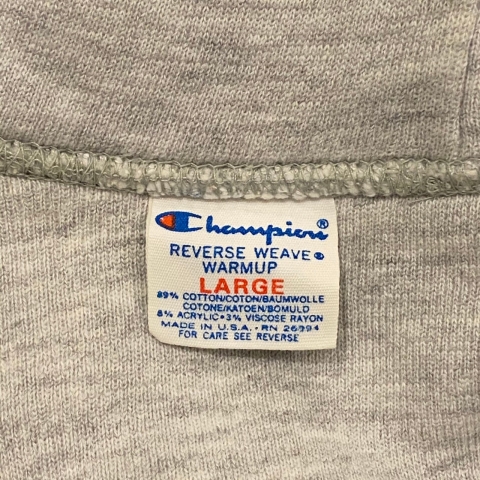 Champion®
REVERSE WEAVE®
WARMUP
LARGE
89% COTTON/COTON/BAUMWOLLE
COTONE/KATOEN/BOMULD
8% ACRYLIC•3% VISCOSE RAYON
MADE IN U.S.A.•RN 26994
FOR CARE SEE REVERSE